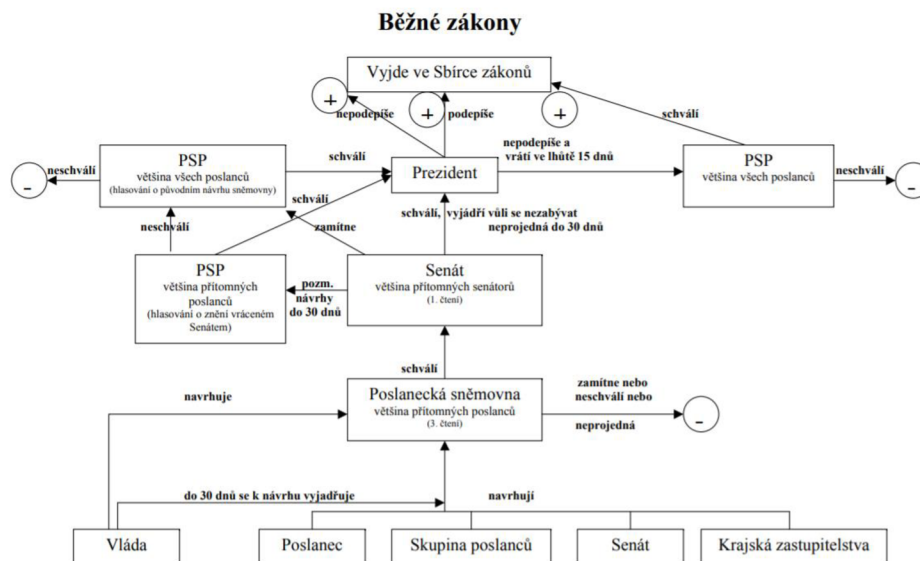 Běžné zákony
Vyjde ve Sbírce zákonů
+
+
+
nepodepíše
podepíše
schválí
neschválí
-
PSP
většina všech poslanců
(hlasování o původním návrhu sněmovny)
schválí
Prezident
nepodepíše a
vrátí ve lhůtě 15 dnů
PSP
většina všech poslanců
neschválí
-
schválí
neschválí
zamítne
schválí, vyjádří vůli se nezabývat
neprojedná do 30 dnů
PSP
většina přítomných
poslanců
(hlasování o znění vráceném
Senátem)
pozm.
návrhy
do 30 dnů
Senát
většina přítomných senátorů
(1. čtení)
schválí
navrhuje
Poslanecká sněmovna
většina přítomných poslanců
(3. čtení)
zamítne nebo
neschválí nebo
neprojedná
-
do 30 dnů se k návrhu vyjadřuje
navrhují
Vláda
Poslanec
Skupina poslanců
Senát
Krajská zastupitelstva